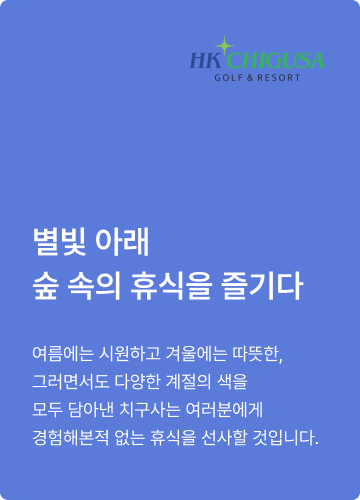 HK CHIGUSA
GOLF & RESORT
별빛 아래
숲 속의 휴식을 즐기다
여름에는 시원하고 겨울에는 따뜻한,
그러면서도 다양한 계절의 색을
모두 담아낸 치구사는 여러분에게
경험해본적 없는 휴식을 선사할 것입니다.